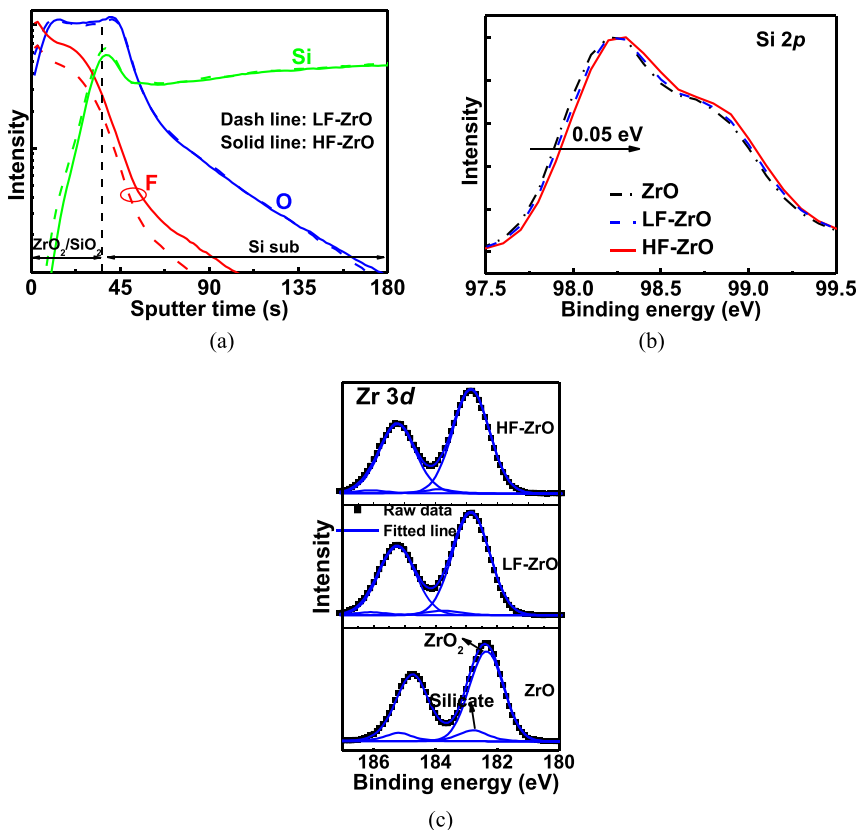 Intensity
Si
Dash line: LF-ZrO
Solid line: HF-ZrO
F
O
ZrO₂/SiO₂
Si sub
0 45 90 135 180
Sputter time (s)
(a)
Intensity
Si 2p
0.05 eV
ZrO
LF-ZrO
HF-ZrO
97.5 98.0 98.5 99.0 99.5
Binding energy (eV)
(b)
Intensity
Zr 3d
HF-ZrO
Raw data
Fitted line
LF-ZrO
ZrO₂
ZrO
Silicate
186 184 182 180
Binding energy (eV)
(c)